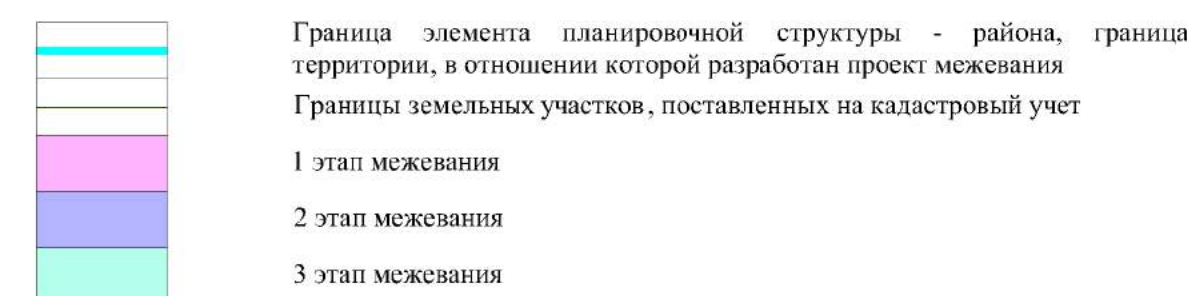 Граница элемента планировочной структуры - района, граница
территории, в отношении которой разработан проект межевания
Границы земельных участков, поставленных на кадастровый учет
1 этап межевания
2 этап межевания
3 этап межевания